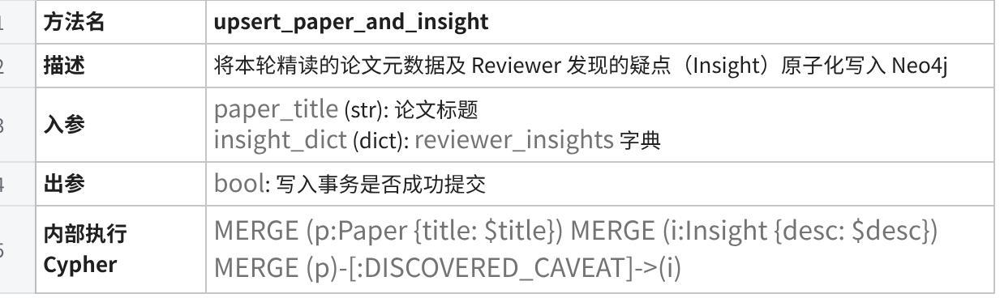 1 方法名 upsert_paper_and_insight
2 描述 将本轮精读的论文元数据及 Reviewer 发现的疑点（Insight）原子化写入 Neo4j
3 入参 paper_title (str): 论文标题
insight_dict (dict): reviewer_insights 字典
4 出参 bool: 写入事务是否成功提交
5 内部执行 Cypher MERGE (p:Paper {title: $title}) MERGE (i:Insight {desc: $desc})
MERGE (p)-[:DISCOVERED_CAVEAT]->(i)